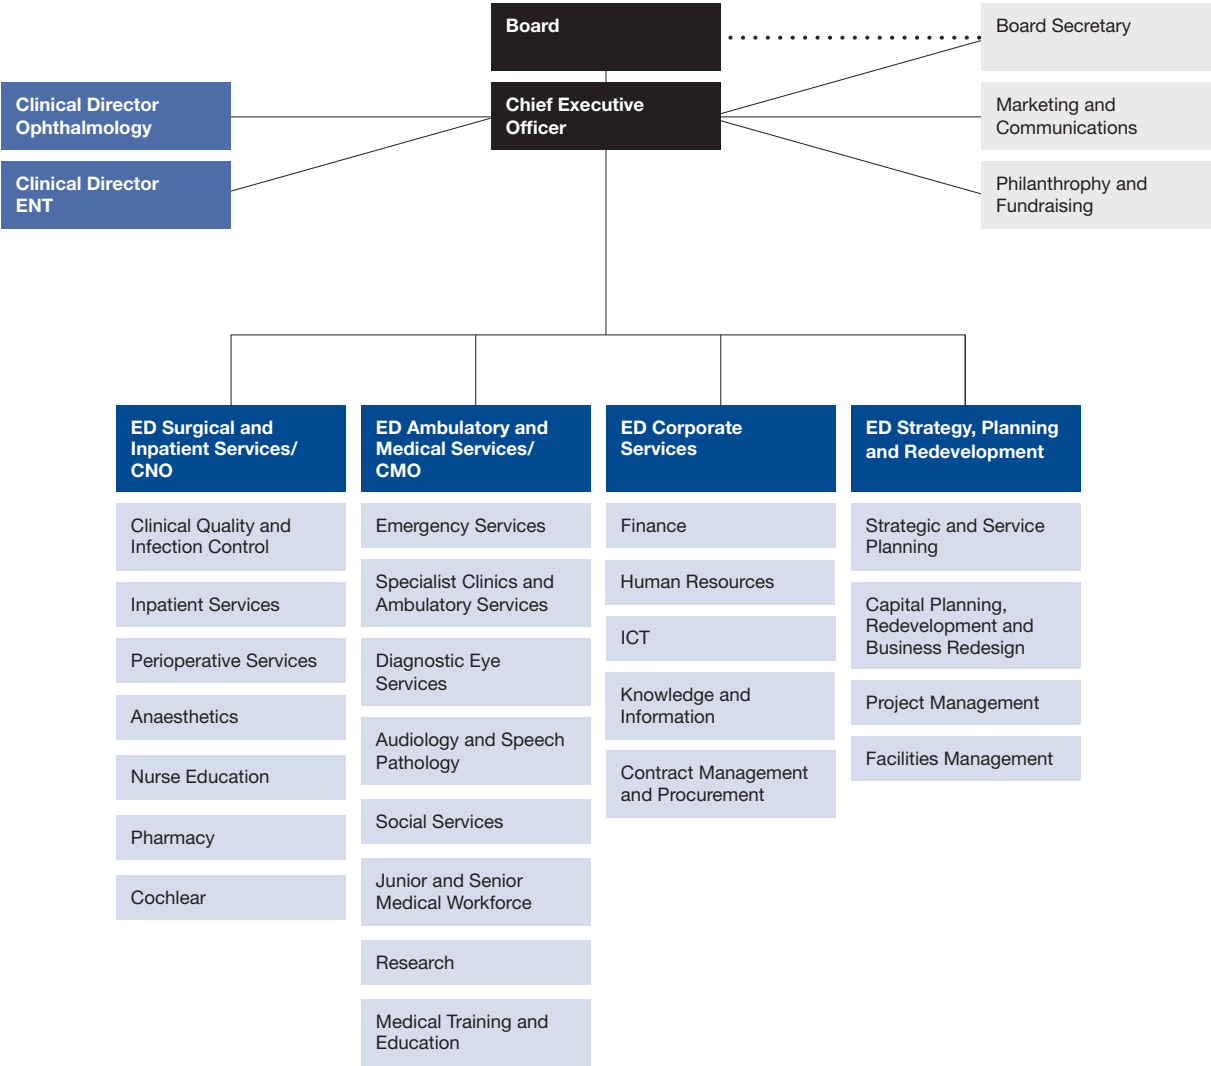 Board
Board Secretary
Clinical Director
Ophthalmology
Chief Executive
Officer
Marketing and
Communications
Clinical Director
ENT
Philanthrophy and
Fundraising
ED Surgical and
Inpatient Services/
CNO
Clinical Quality and
Infection Control
Inpatient Services
Perioperative Services
Anaesthetics
Nurse Education
Pharmacy
Cochlear
ED Ambulatory and
Medical Services/
CMO
Emergency Services
Specialist Clinics and
Ambulatory Services
Diagnostic Eye
Services
Audiology and Speech
Pathology
Social Services
Junior and Senior
Medical Workforce
Research
Medical Training and
Education
ED Corporate
Services
Finance
Human Resources
ICT
Knowledge and
Information
Contract Management
and Procurement
ED Strategy, Planning
and Redevelopment
Strategic and Service
Planning
Capital Planning,
Redevelopment and
Business Redesign
Project Management
Facilities Management